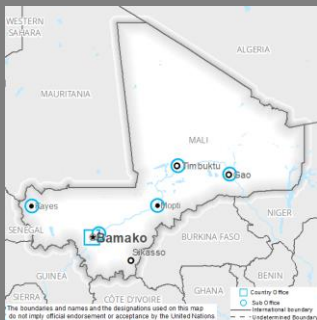 WESTERN
SAHARA
ALGERIA
MAURITANIA
MALI
Timbuktu
Gao
Kayes
Mopti
NIGER
SENEGAL
Bamako
BURKINA FASO
Sikasso
GUINEA
BENIN
GHANA
SIERRA
CÔTE D'IVOIRE
Country Office
Sub Office
International boundary
Undetermined Boundary
The boundaries and names and the designations used on this map
do not imply official endorsement or acceptance by the United Nations